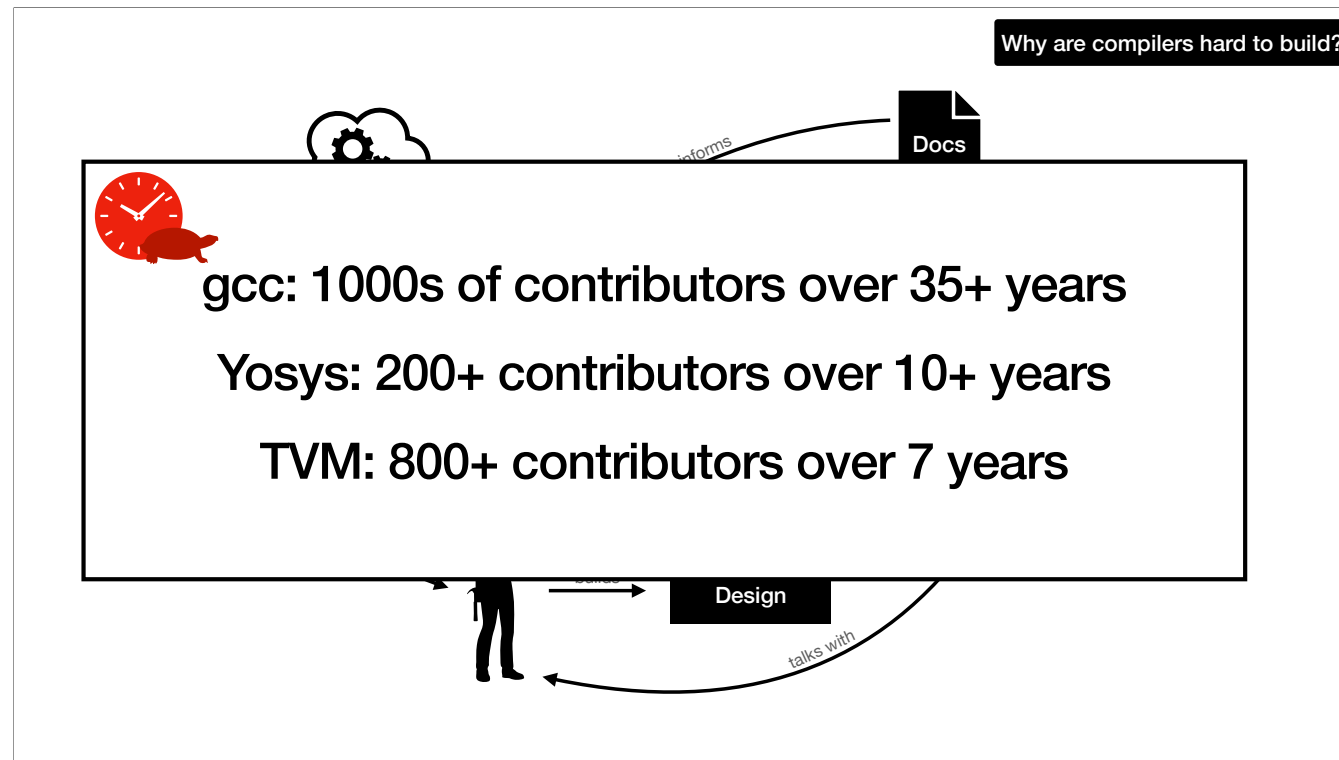 Why are compilers hard to build?
informs
Docs
gcc: 1000s of contributors over 35+ years
Yosys: 200+ contributors over 10+ years
TVM: 800+ contributors over 7 years
builds
Design
talks with